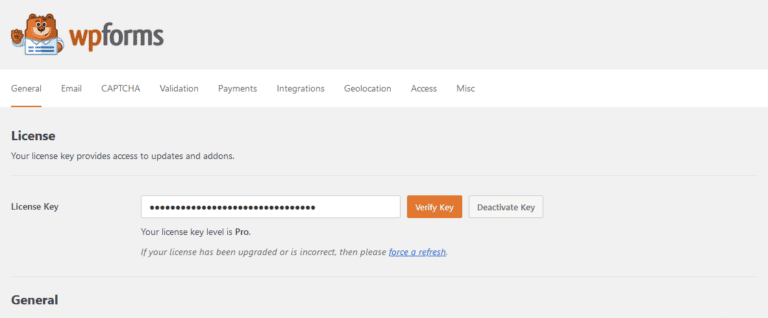 wpforms
General Email CAPTCHA Validation Payments Integrations Geolocation Access Misc
License
Your license key provides access to updates and addons.
License Key •••••••••••••••••••••••••••••••• Verify Key Deactivate Key
Your license key level is Pro.
If your license has been upgraded or is incorrect, then please force a refresh.
General